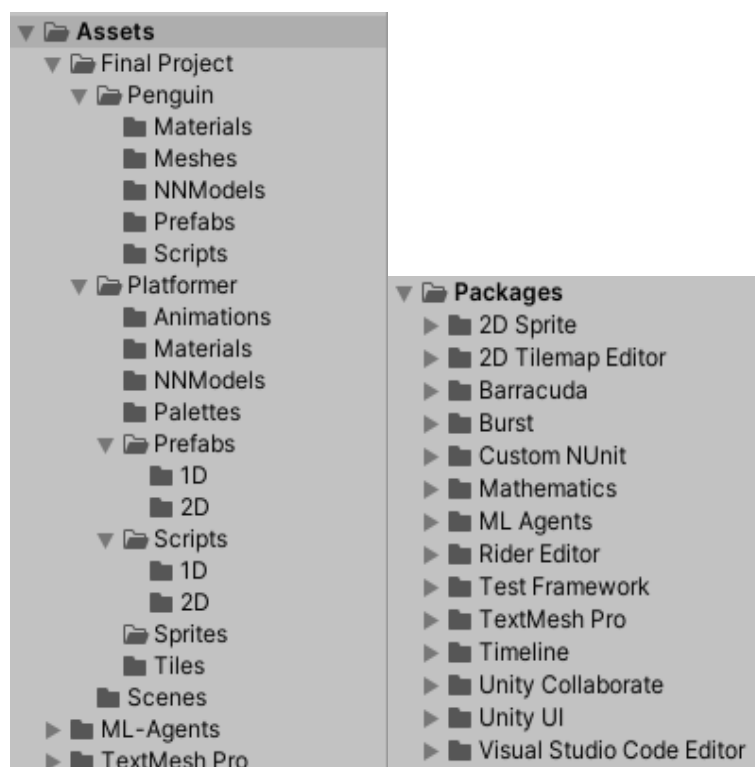 Assets
Final Project
Penguin
Materials
Meshes
NNModels
Prefabs
Scripts
Platformer
Animations
Materials
NNModels
Palettes
Prefabs
1D
2D
Scripts
1D
2D
Sprites
Tiles
Scenes
ML-Agents
TextMesh Pro
Packages
2D Sprite
2D Tilemap Editor
Barracuda
Burst
Custom NUnit
Mathematics
ML Agents
Rider Editor
Test Framework
TextMesh Pro
Timeline
Unity Collaborate
Unity UI
Visual Studio Code Editor